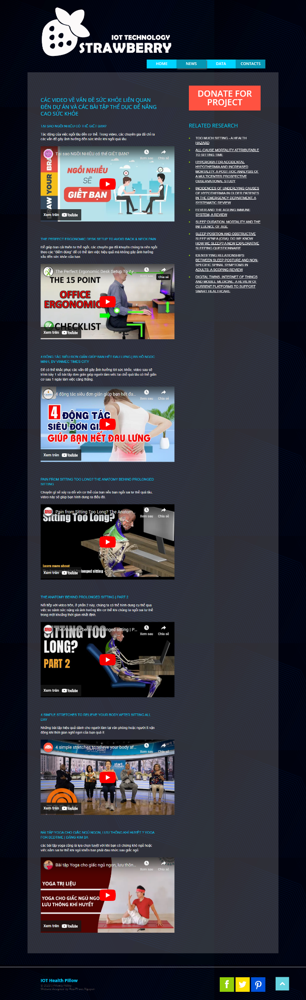 IOT TECHNOLOGY
STRAWBERRY
HOME
NEWS
DATA
CONTACTS
CÁC VIDEO VỀ VẤN ĐỀ SỨC KHỎE LIÊN QUAN
ĐẾN DỰ ÁN VÀ CÁC BÀI TẬP THỂ DỤC ĐỂ NÂNG
CAO SỨC KHỎE
TẠI SAO NGỒI NHIỀU CÓ THỂ GIẾT BẠN?
Tác động của việc ngồi lâu đến cơ thể. Trong video, các chuyên gia đã chỉ ra
các vấn đề gây ảnh hưởng đến sức khỏe khi ngồi quá lâu.
Tại sao NGỒI NHIỀU có thể GIẾT BẠN?
Xem sau
Chia sẻ
DRAW YOUR BRA
NGỒI NHIỀU
SẼ
GIẾT BẠN
Xem trên YouTube
THE PERFECT ERGONOMIC DESK SETUP TO AVOID BACK & NECK PAIN
Để giúp bạn cải thiện tư thế ngồi, các chuyên gia đã khuyên chúng ta nên ngồi
theo các "điểm đúng" để có thể làm việc hiệu quả mà không gây ảnh hưởng
xấu đến sức khỏe của bạn.
The Perfect Ergonomic Desk Setup To Av...
Xem sau
Chia sẻ
Chia sẻ
THE 15 POINT
OFFICE
ERGONOMIC
CHECKLIST
Xem trên YouTube
4 ĐỘNG TÁC SIÊU ĐƠN GIẢN GIÚP BẠN HẾT ĐAU LƯNG | BS HỒ NGỌC
MINH, BV VINMEC TIMES CITY
Để có thể khắc phục các vấn đề gây ảnh hưởng tới sức khỏe, video sau sẽ
trình bày 1 số bài tập đơn giản giúp người làm việc tại chỗ quá lâu có thể giãn
cơ sau 1 ngày làm việc căng thẳng.
VINMEC
4 động tác siêu đơn giản giúp bạn hết đa...
Xem sau
Chia sẻ
4 ĐỘNG TÁC
SIÊU ĐƠN GIẢ
GIÚP BẠN HẾT ĐAU LƯNG
Xem trên YouTube
PAIN FROM SITTING TOO LONG? THE ANATOMY BEHIND PROLONGED
SITTING
Chuyện gì sẽ xảy ra đối với cơ thể của bạn nếu bạn ngồi sai tư thế quá lâu,
video này sẽ giúp bạn hình dung ra điều đó.
Pain from Sitting Too Long? The Anatom...
Xem sau
Chia sẻ
Sitting Too Long?
Learn more about
The Anatomy behind Prolonged sitting
Xem trên YouTube
THE ANATOMY BEHIND PROLONGED SITTING | PART 2
Nối tiếp với video trên, ở phần 2 này, chúng ta có thể hình dung cụ thể qua
việc so sánh sức nặng và ảnh hưởng lên cơ thể khi chúng ta ngồi sai tư thế
trong một khoảng thời gian nhất định.
The Anatomy behind Prolonged sitting | P...
Xem sau
Chia sẻ
SITTING TOO
LONG?
PART 2
Xem trên YouTube
4 SIMPLE STRETCHES TO RELIEVE YOUR BODY AFTER SITTING ALL
DAY
Những bài tập hiệu quả dành cho người làm tại văn phòng hoặc người ít vận
động khi thời gian nghỉ ngơi của bạn quá ít.
4 simple stretches to relieve your body af...
Xem sau
Chia sẻ
start TODAY
start
TODAY
Xem trên YouTube
BÀI TẬP YOGA CHO GIẤC NGỦ NGON, LƯU THÔNG KHÍ HUYẾT ? YOGA
FOR BEDTIME | ĐẶNG KIM BA
các bài tập yoga cũng là lựa chọn tuyệt vời khi bạn có chứng khó ngủ hoặc
việc nằm sai tư thế khi ngủ khiến bạn phải đau nhức sau giấc ngủ
Bài tập Yoga cho giấc ngủ ngon, lưu thôn...
Xem sau
Chia sẻ
YOGA TRỊ LIỆU
YOGA CHO GIẤC NGỦ NGO
LƯU THÔNG KHÍ HUYẾT
Xem trên YouTube
DONATE FOR
PROJECT
RELATED RESEARCH
TOO MUCH SITTING - A HEALTH
HAZARD
ALL-CAUSE MORTALITY ATTRIBUTABLE
TO SITTING TIME
HYPEROXIA FOR ACCIDENTAL
HYPOTHERMIA AND INCREASED
MORTALITY: A POST-HOC ANALYSIS OF
A MULTICENTER PROSPECTIVE
OBSERVATIONAL STUDY
INCIDENCES OF UNDERLYING CAUSES
OF HYPOTHERMIA IN OLDER PATIENTS
IN THE EMERGENCY DEPARTMENT: A
SYSTEMATIC REVIEW
FEVER AND THE AGEING IMMUNE
SYSTEM, A REVIEW
SLEEP DURATION, MORTALITY AND THE
INFLUENCE OF AGE
SLEEP POSITION AND OBSTRUCTIVE
SLEEP APNEA (OSA): DO WE KNOW
HOW WE SLEEP? A NEW EXPLORATIVE
SLEEPING QUESTIONNAIRE
IDENTIFYING RELATIONSHIPS
BETWEEN SLEEP POSTURE AND NON-
SPECIFIC SPINAL SYMPTOMS IN
ADULTS: A SCOPING REVIEW
DIGITAL TWINS, INTERNET OF THINGS
AND MOBILE MEDICINE: A REVIEW OF
CURRENT PLATFORMS TO SUPPORT
SMART HEALTHCARE
IOT Health Pillow
© 2023 | Privacy Policy
Website designed by Huu Phuoc Nguyen